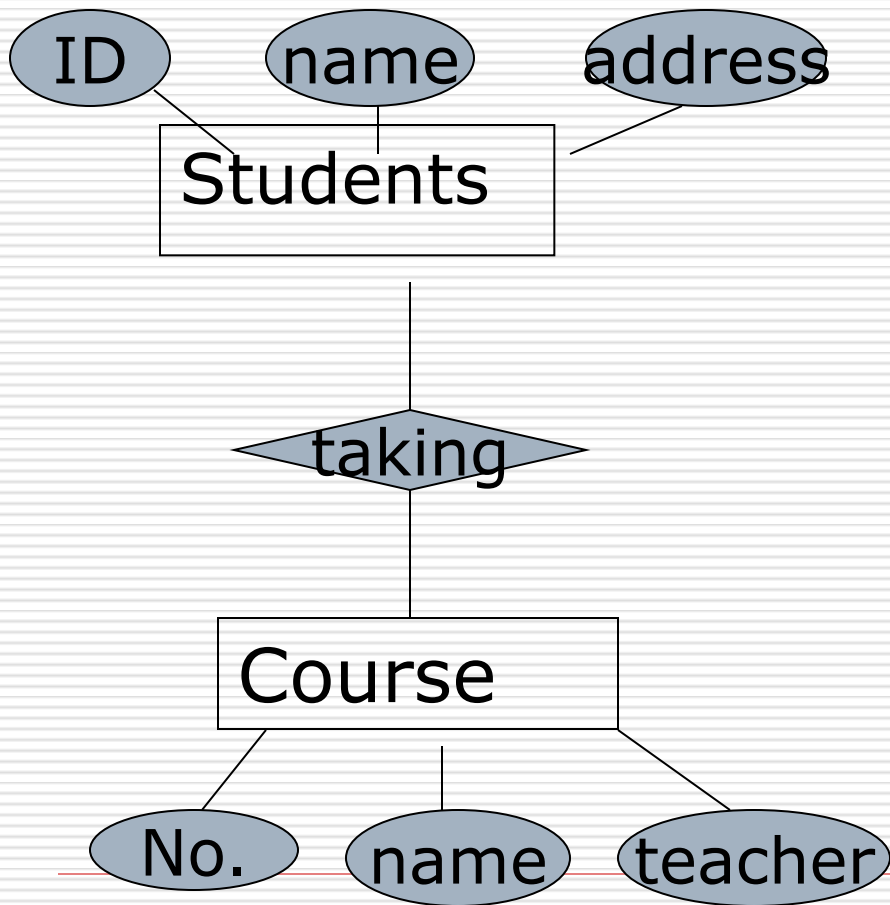 ID
name
address
Students
taking
Course
No.
name
teacher